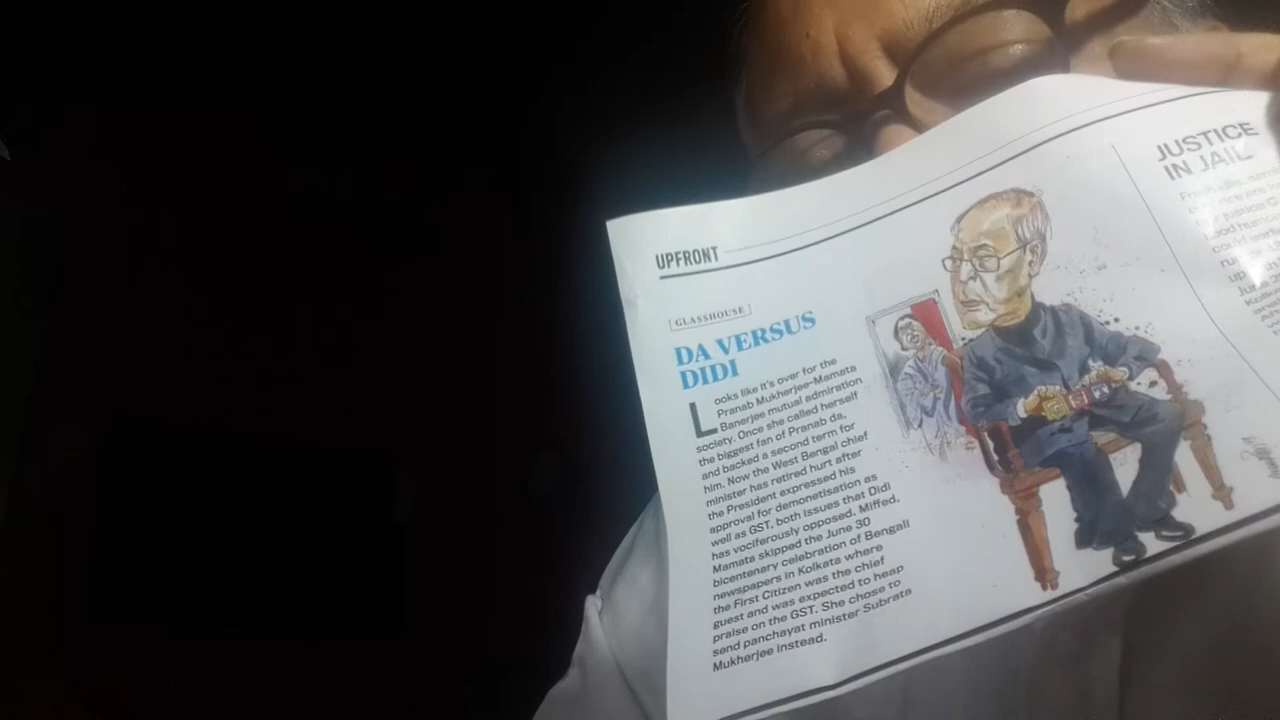 UPFRONT
GLASSHOUSE
DA VERSUS
DIDI
Looks like it's over for the
Pranab Mukherjee-Mamata
Banerjee mutual admiration
society. Once she called herself
the biggest fan of Pranab da,
and backed a second term for
him. Now the West Bengal chief
minister has retired hurt after
the President expressed his
approval for demonetisation as
well as GST, both issues that Didi
has vociferously opposed. Miffed,
Mamata skipped the June 30
bicentenary celebration of Bengali
newspapers in Kolkata where
the First Citizen was the chief
guest and was expected to heap
praise on the GST. She chose to
send panchayat minister Subrata
Mukherjee instead.
JUSTICE
IN JAIL